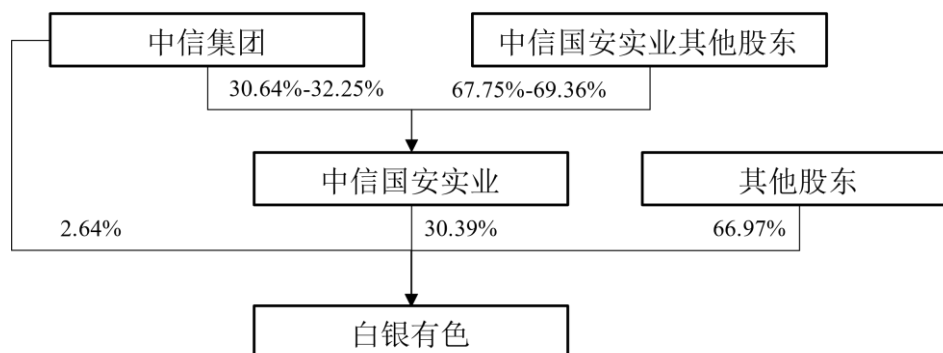 中信集团
中信国安实业其他股东
30.64%-32.25%
67.75%-69.36%
中信国安实业
其他股东
2.64%
30.39%
66.97%
白银有色